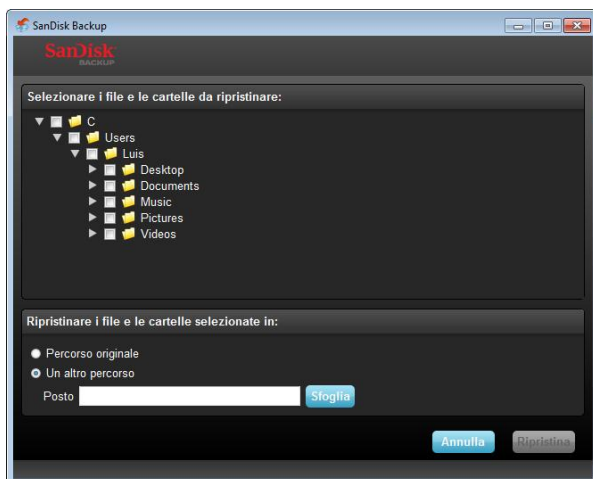 SanDisk Backup
SanDisk
BACKUP
Selezionare i file e le cartelle da ripristinare:
C
Users
Luis
Desktop
Documents
Music
Pictures
Videos
Ripristinare i file e le cartelle selezionate in:
Percorso originale
Un altro percorso
Posto Sfoglia
Annulla Ripristina